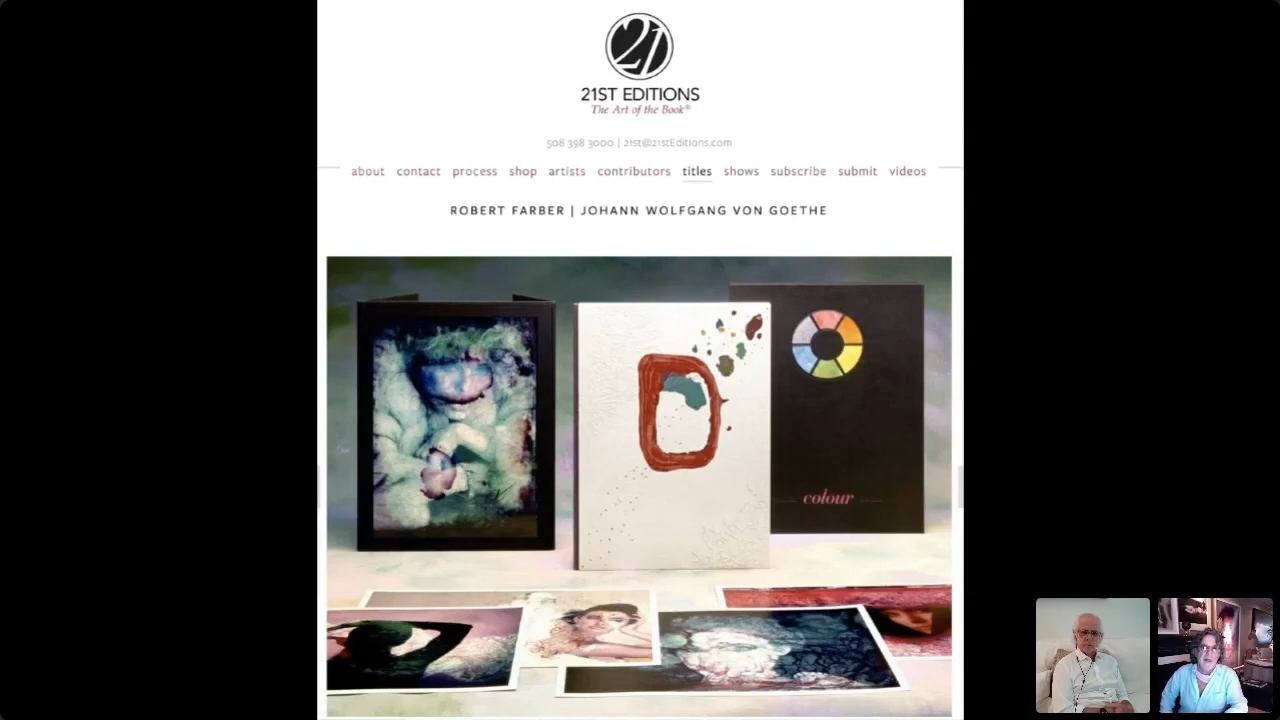 21
21ST EDITIONS
The Art of the Book®
508 398 3000 | 21st@21stEditions.com
about contact process shop artists contributors titles shows subscribe submit videos
ROBERT FARBER | JOHANN WOLFGANG VON GOETHE
colour